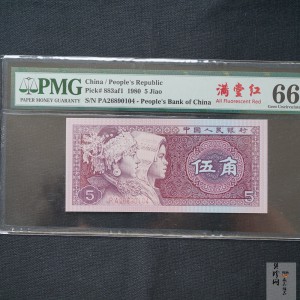 PMG
PAPER MONEY GUARANTY
China / People's Republic
Pick# 883af1 1980 5 Jiao
S/N PA26890104 - People's Bank of China
满堂红
All Fluorescent Red
66
中国人民银行
伍角
5
5